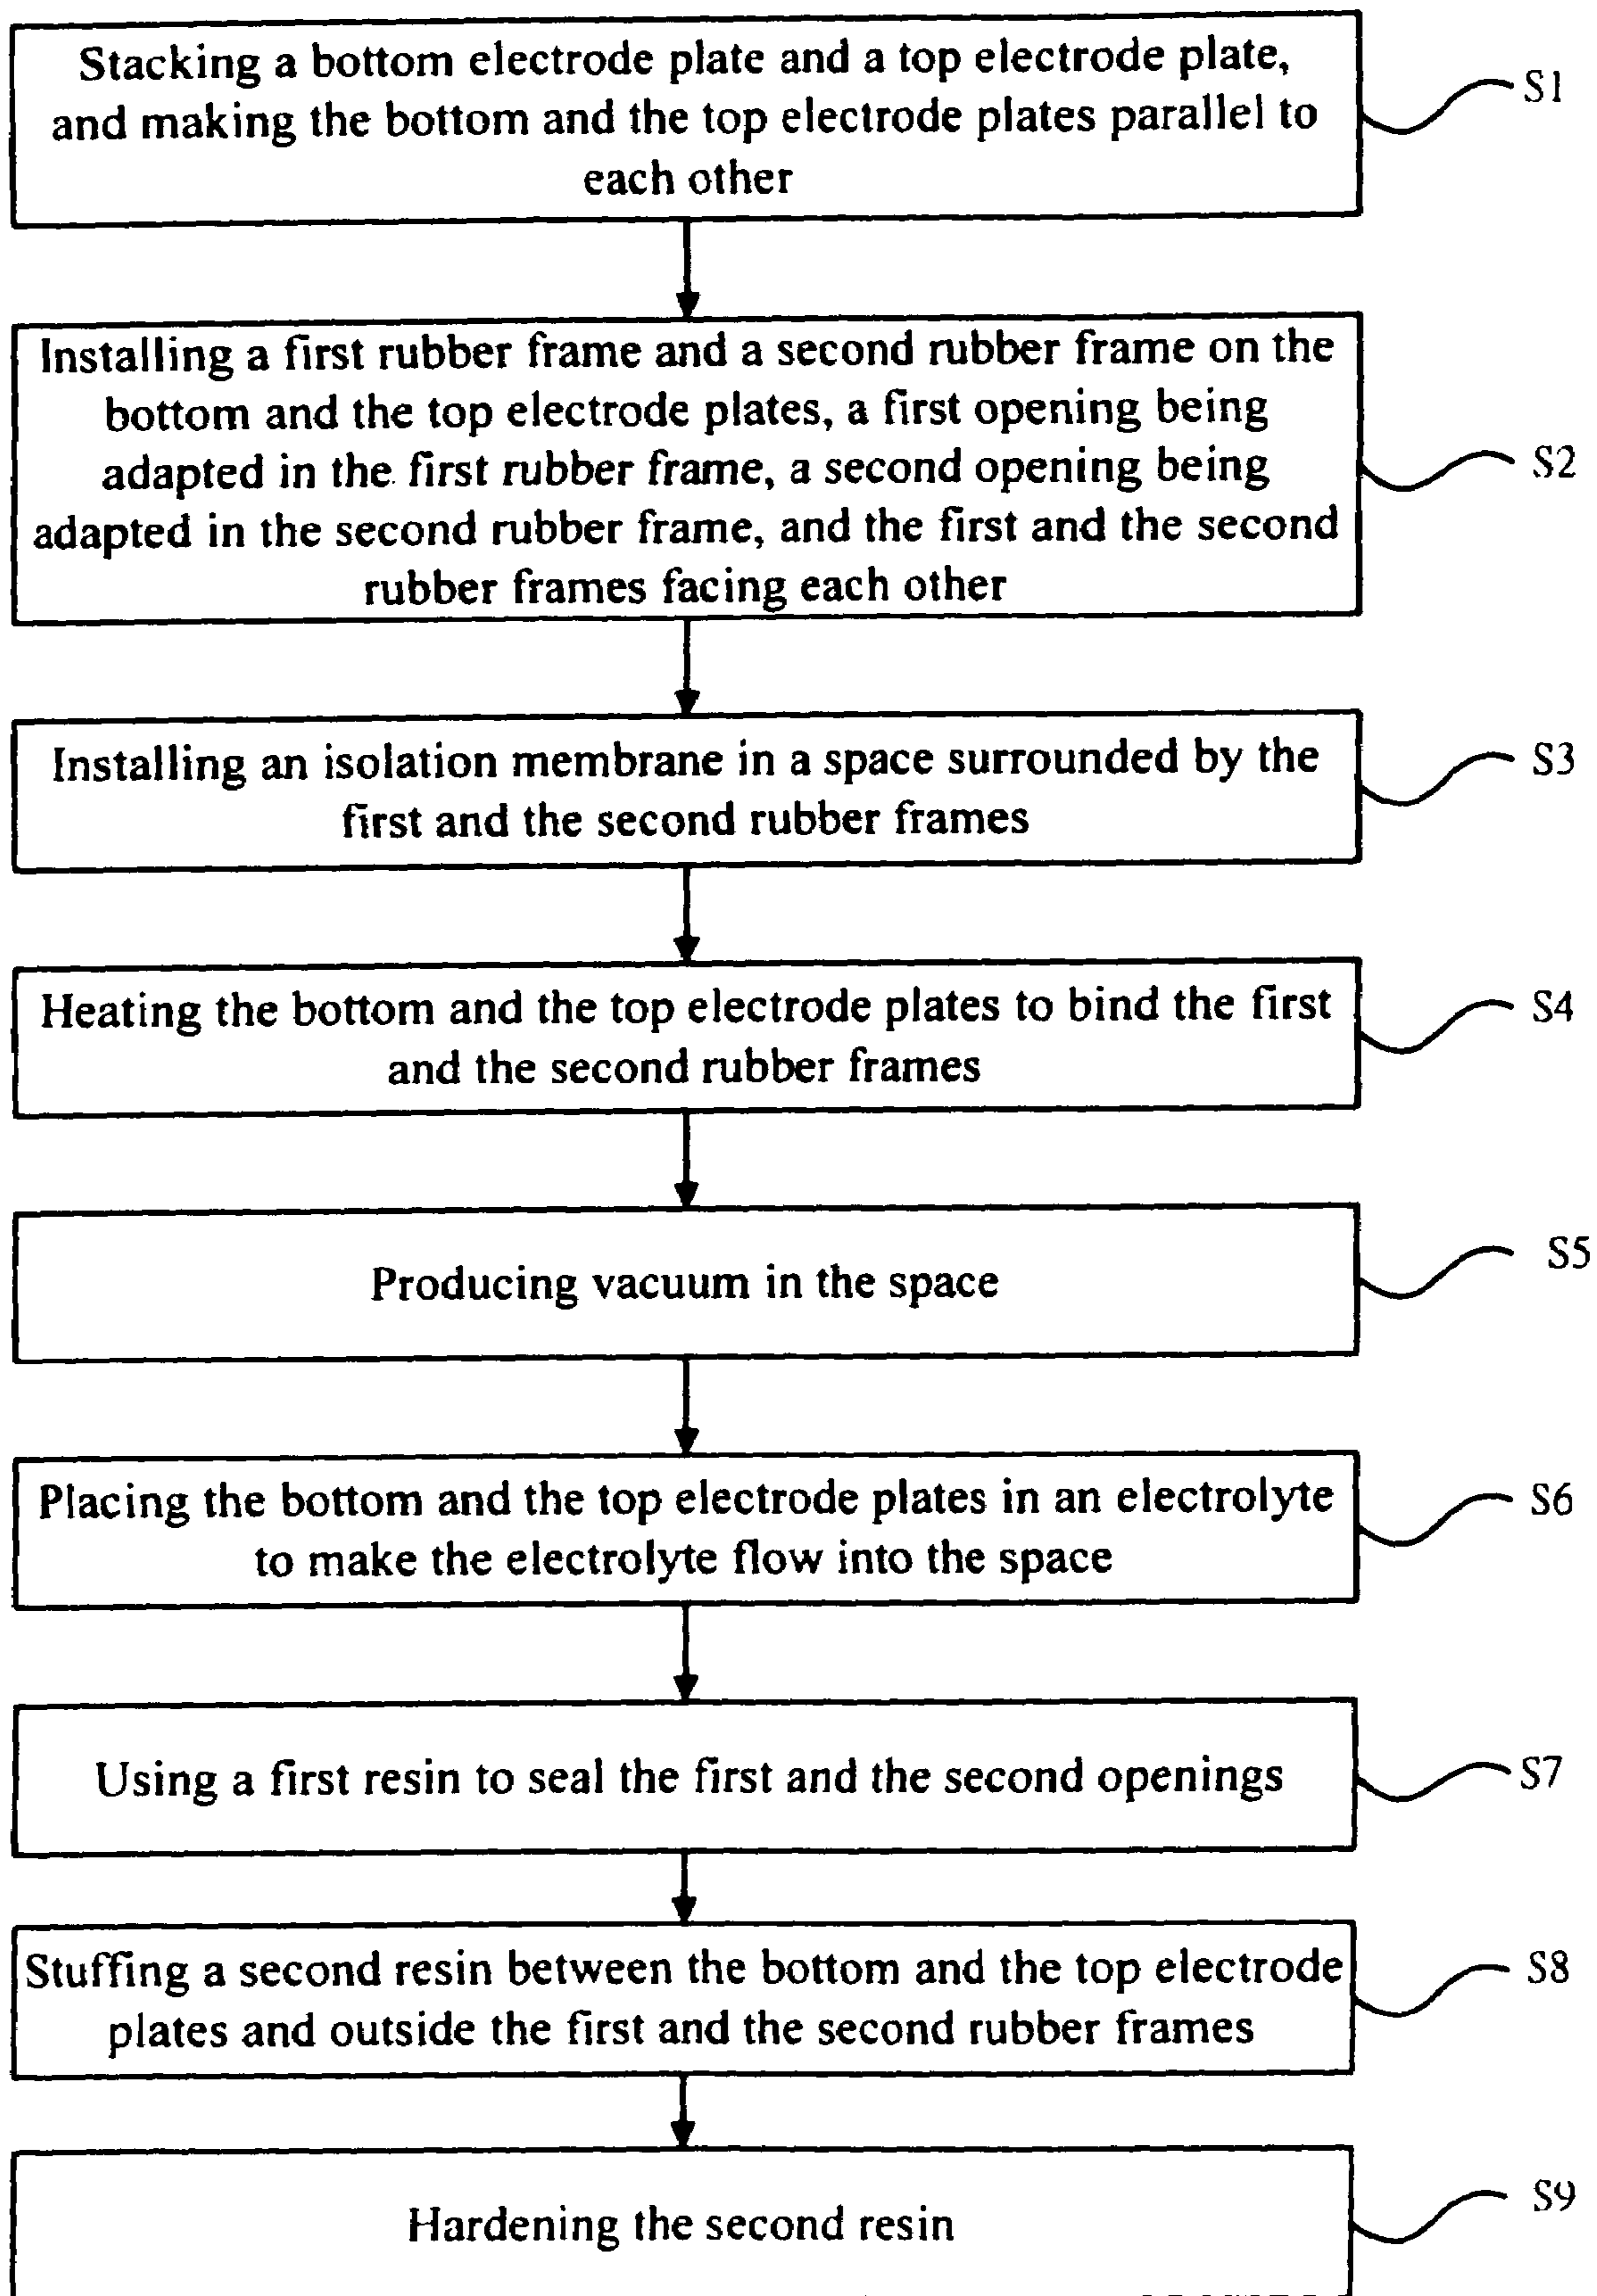 Stacking a bottom electrode plate and a top electrode plate,
and making the bottom and the top electrode plates parallel to
each other
S1
Installing a first rubber frame and a second rubber frame on the
bottom and the top electrode plates, a first opening being
adapted in the first rubber frame, a second opening being
adapted in the second rubber frame, and the first and the second
rubber frames facing each other
S2
Installing an isolation membrane in a space surrounded by the
first and the second rubber frames
S3
Heating the bottom and the top electrode plates to bind the first
and the second rubber frames
S4
Producing vacuum in the space
S5
Placing the bottom and the top electrode plates in an electrolyte
to make the electrolyte flow into the space
S6
Using a first resin to seal the first and the second openings
S7
Stuffing a second resin between the bottom and the top electrode
plates and outside the first and the second rubber frames
S8
Hardening the second resin
S9